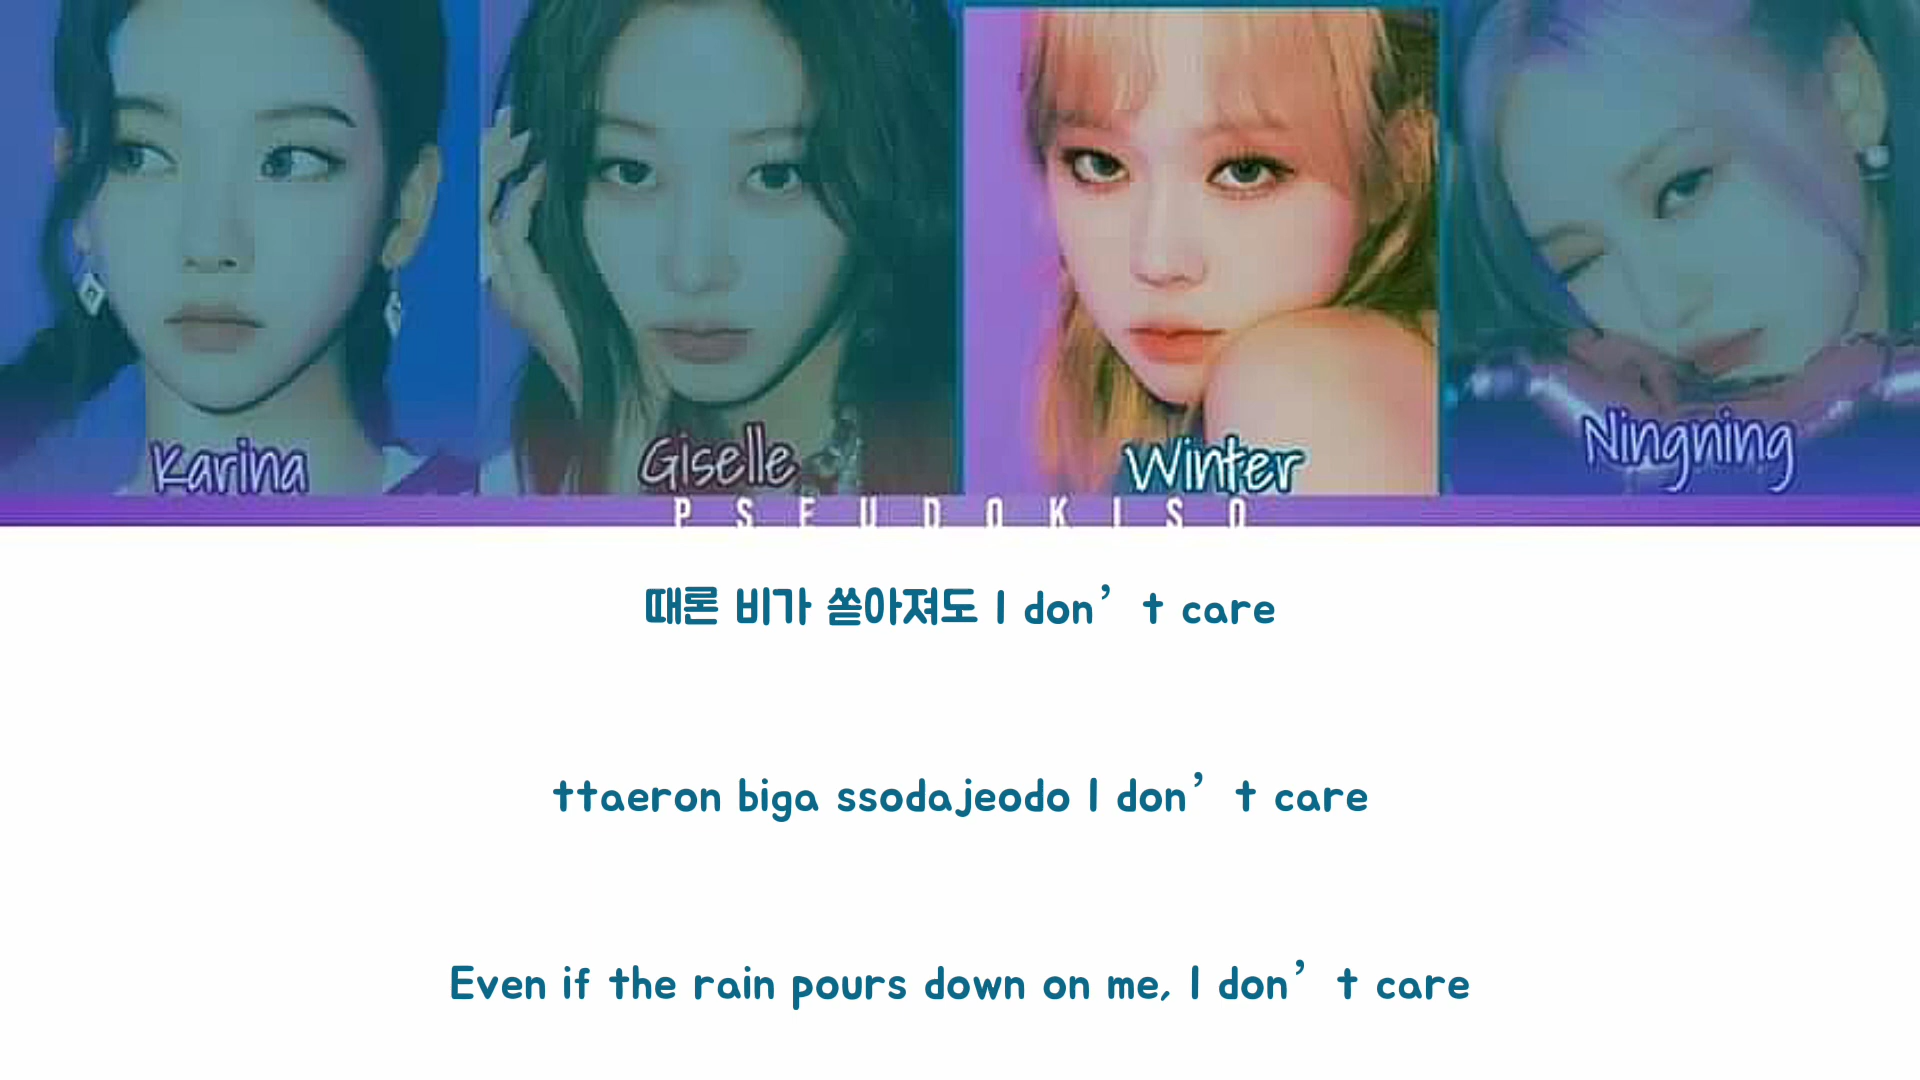 Karina
Giselle
Winter
Ningning
PSEUDOKISO
때론 비가 쏟아져도 I don’t care
ttaeron biga ssodajeodo I don’t care
Even if the rain pours down on me, I don’t care